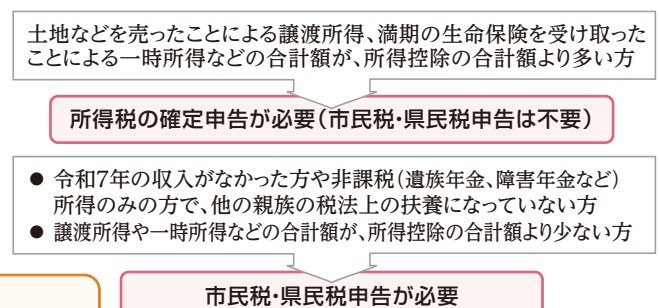 土地などを売ったことによる譲渡所得、満期の生命保険を受け取った
ことによる一時所得などの合計額が、所得控除の合計額より多い方
所得税の確定申告が必要(市民税・県民税申告は不要)
● 令和7年の収入がなかった方や非課税(遺族年金、障害年金など)
所得のみの方で、他の親族の税法上の扶養になっていない方
● 譲渡所得や一時所得などの合計額が、所得控除の合計額より少ない方
市民税・県民税申告が必要